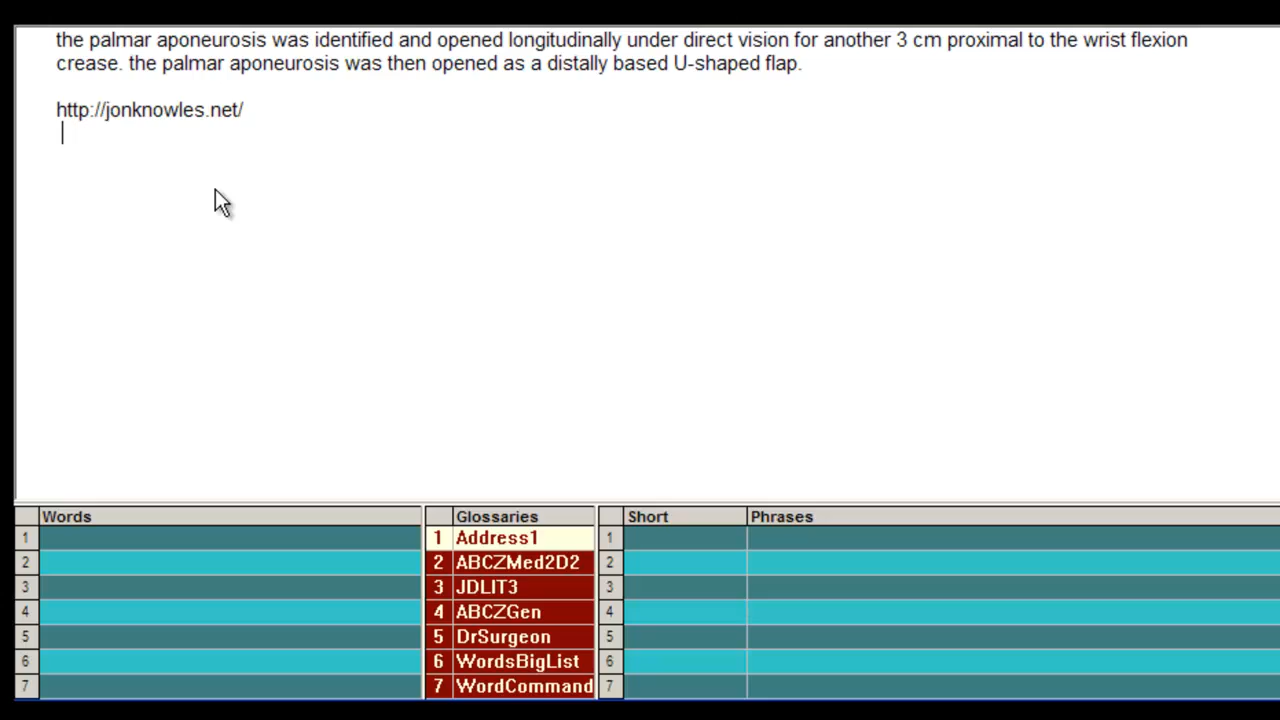 the palmar aponeurosis was identified and opened longitudinally under direct vision for another 3 cm proximal to the wrist flexion
crease. the palmar aponeurosis was then opened as a distally based U-shaped flap.
http://jonknowles.net/
Words Glossaries Short Phrases
1 1 Address1 1
2 2 ABCZMed2D2 2
3 3 JDLIT3 3
4 4 ABCZGen 4
5 5 DrSurgeon 5
6 6 WordsBigList 6
7 7 WordCommand 7